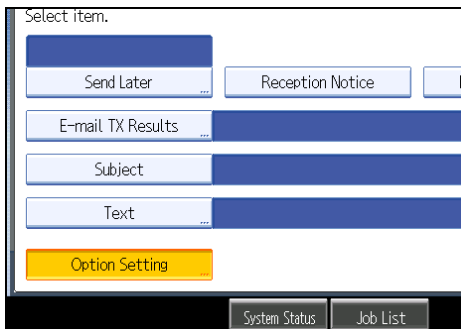 Select item.
Send Later Reception Notice
E-mail TX Results
Subject
Text
Option Setting
System Status Job List